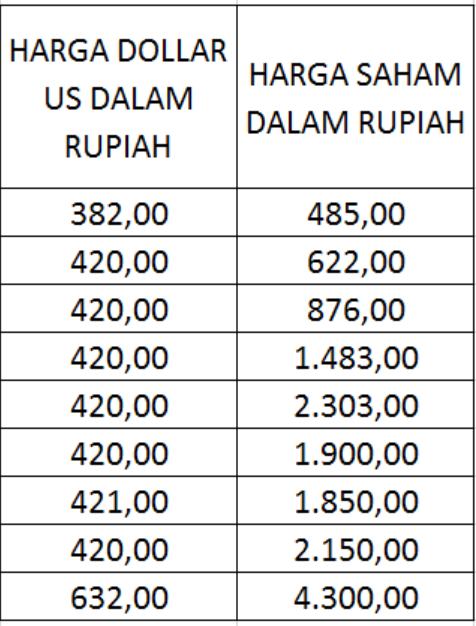 HARGA DOLLAR
US DALAM
RUPIAH
HARGA SAHAM
DALAM RUPIAH
382,00 485,00
420,00 622,00
420,00 876,00
420,00 1.483,00
420,00 2.303,00
420,00 1.900,00
421,00 1.850,00
420,00 2.150,00
632,00 4.300,00